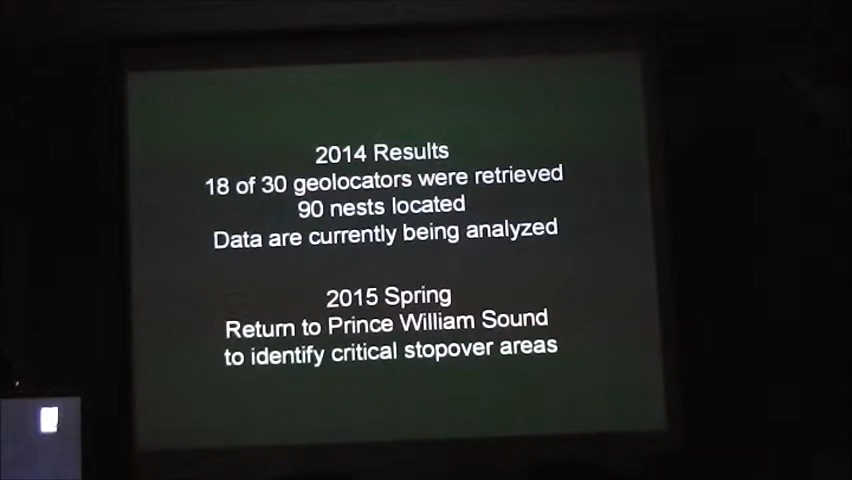 2014 Results
18 of 30 geolocators were retrieved
90 nests located
Data are currently being analyzed
2015 Spring
Return to Prince William Sound
to identify critical stopover areas